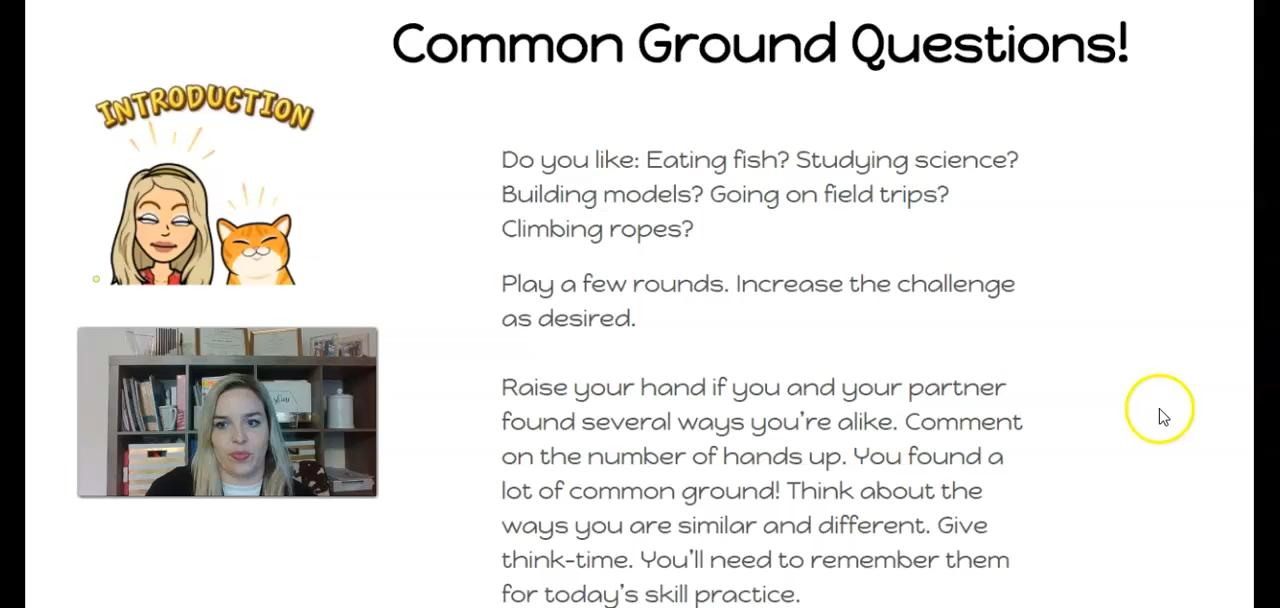 Common Ground Questions!
INTRODUCTION
Do you like: Eating fish? Studying science?
Building models? Going on field trips?
Climbing ropes?
Play a few rounds. Increase the challenge
as desired.
Raise your hand if you and your partner
found several ways you're alike. Comment
on the number of hands up. You found a
lot of common ground! Think about the
ways you are similar and different. Give
think-time. You'll need to remember them
for today's skill practice.